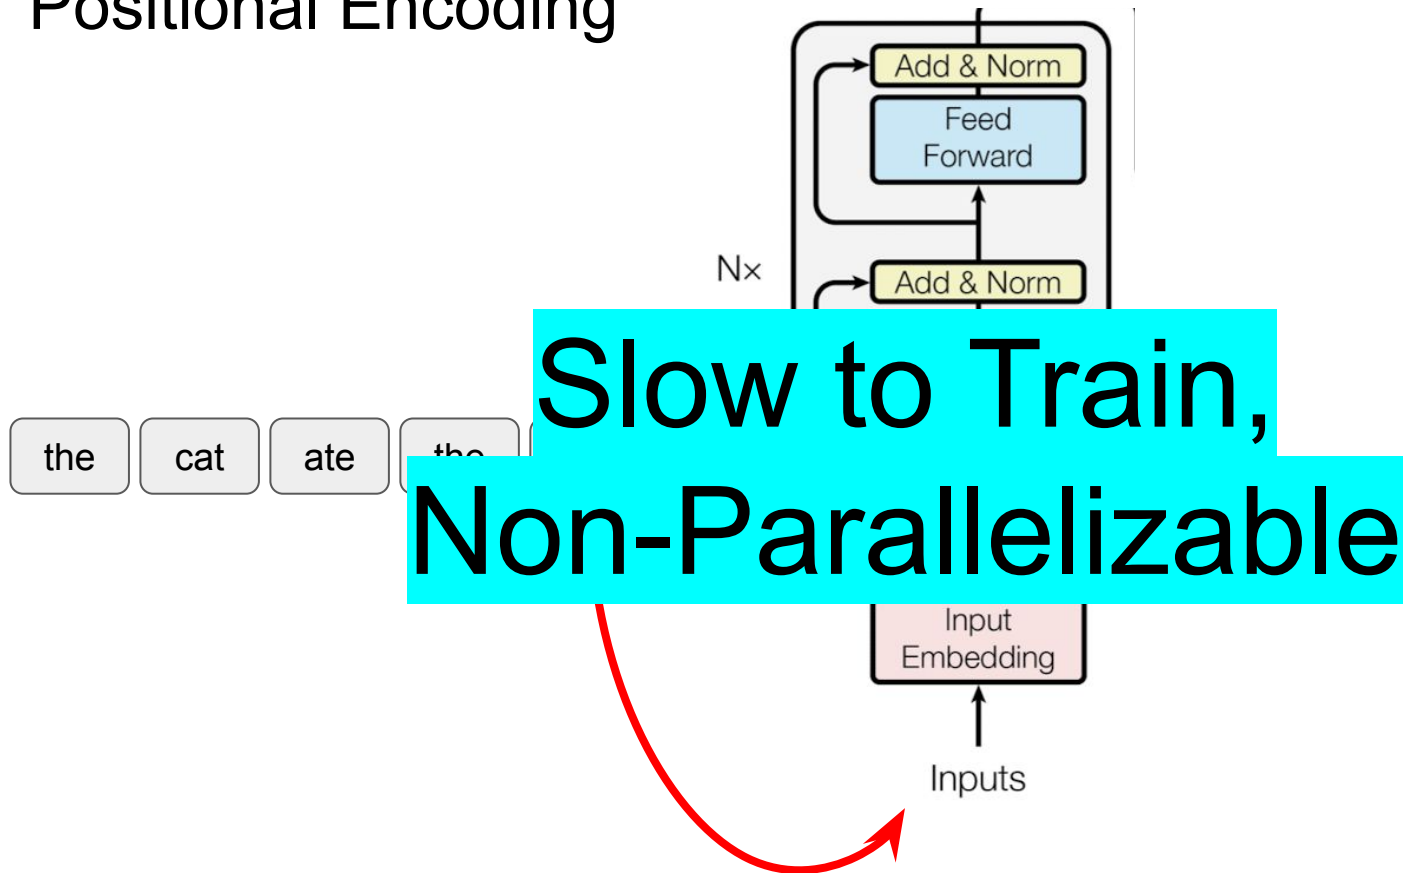 Positional Encoding
Add & Norm
Feed
Forward
N×
Add & Norm
Slow to Train,
the cat ate the
Non-Parallelizable
Input
Embedding
Inputs